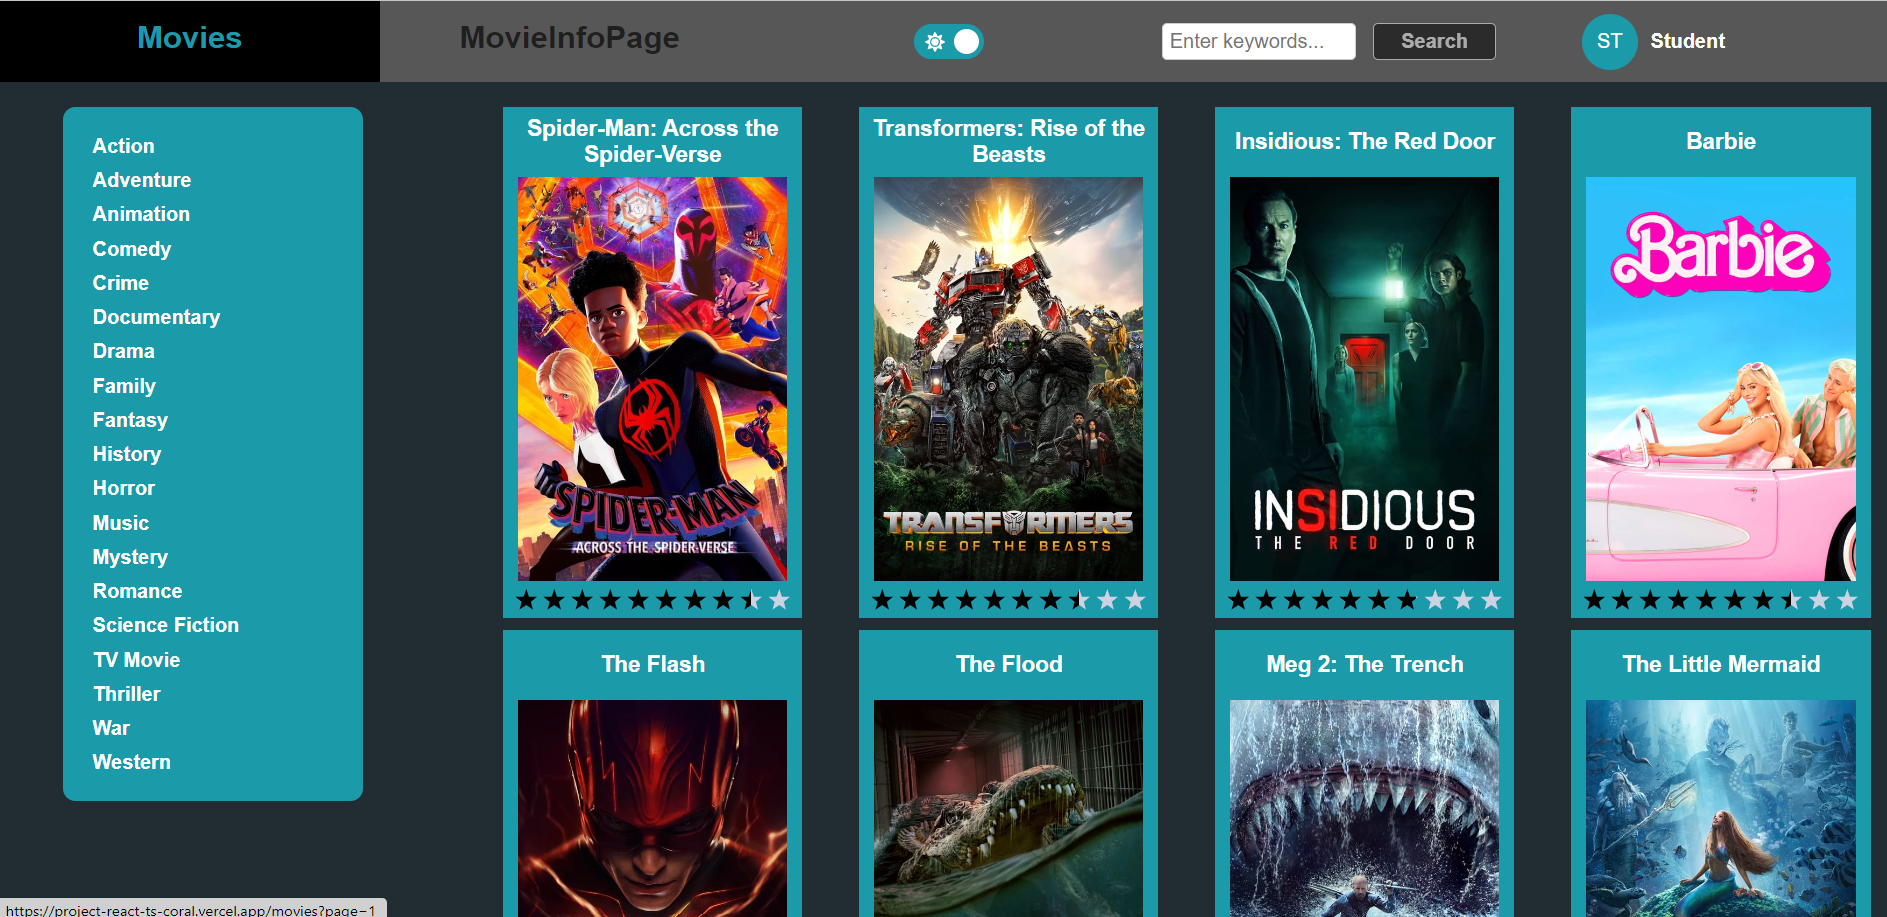 Movies
MovieInfoPage
Enter keywords...
Search
ST
Student
Action
Adventure
Animation
Comedy
Crime
Documentary
Drama
Family
Fantasy
History
Horror
Music
Mystery
Romance
Science Fiction
TV Movie
Thriller
War
Western
Spider-Man: Across the
Spider-Verse
SPIDER-MAN
ACROSS THE SPIDER-VERSE
Transformers: Rise of the
Beasts
TRANSFORMERS
RISE OF THE BEASTS
Insidious: The Red Door
INSIDIOUS
THE RED DOOR
Barbie
Barbie
The Flash
The Flood
Meg 2: The Trench
The Little Mermaid
https://project-react-ts-coral.vercel.app/movies?page=1